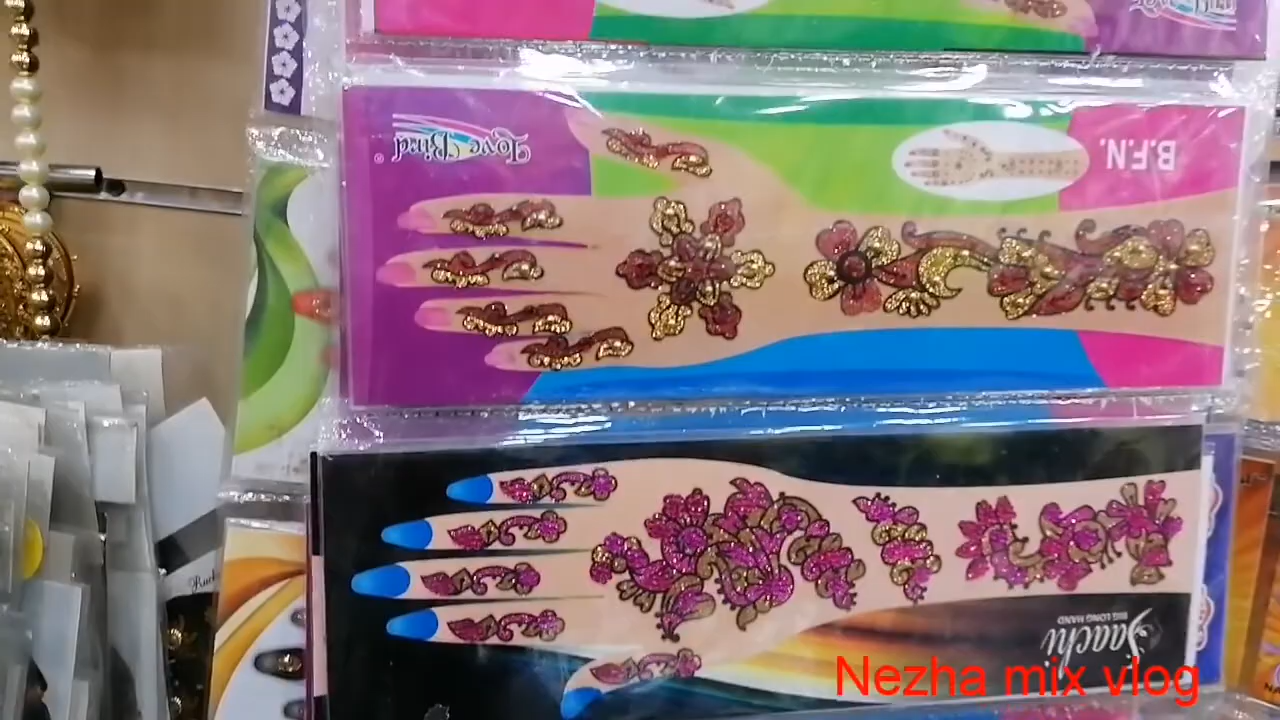 Love Bird
®
B.F.N.
Saachi
BIG LONG HAND
Nezha mix vlog